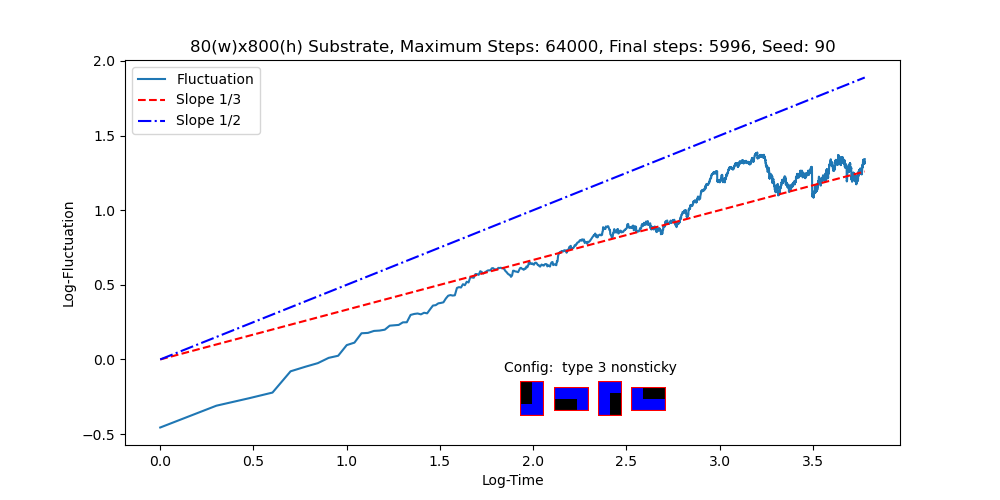 80(w)x800(h) Substrate, Maximum Steps: 64000, Final steps: 5996, Seed: 90
Fluctuation
Slope 1/3
Slope 1/2
2.0
1.5
1.0
0.5
0.0
−0.5
Log-Fluctuation
Config:  type 3 nonsticky
0.0 0.5 1.0 1.5 2.0 2.5 3.0 3.5
Log-Time